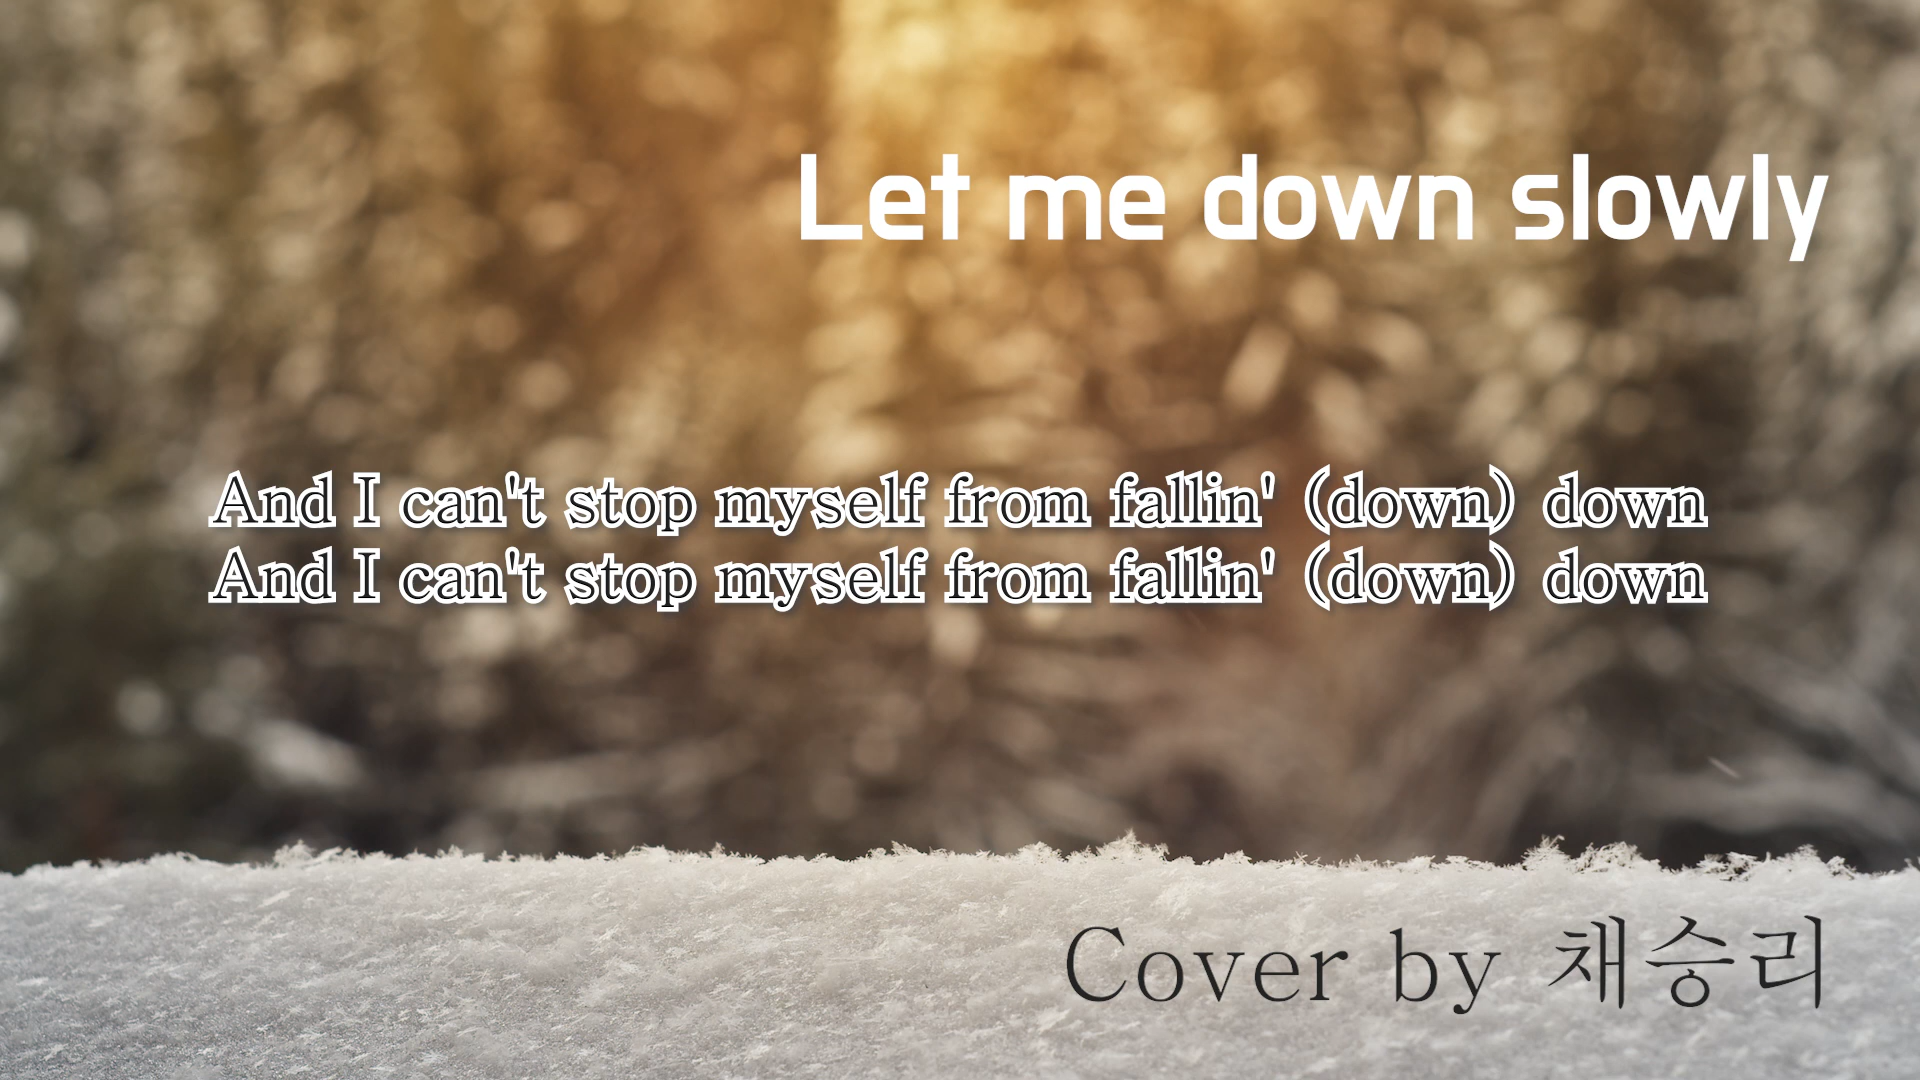 Let me down slowly
And I can't stop myself from fallin' (down) down
And I can't stop myself from fallin' (down) down
Cover by 채승리